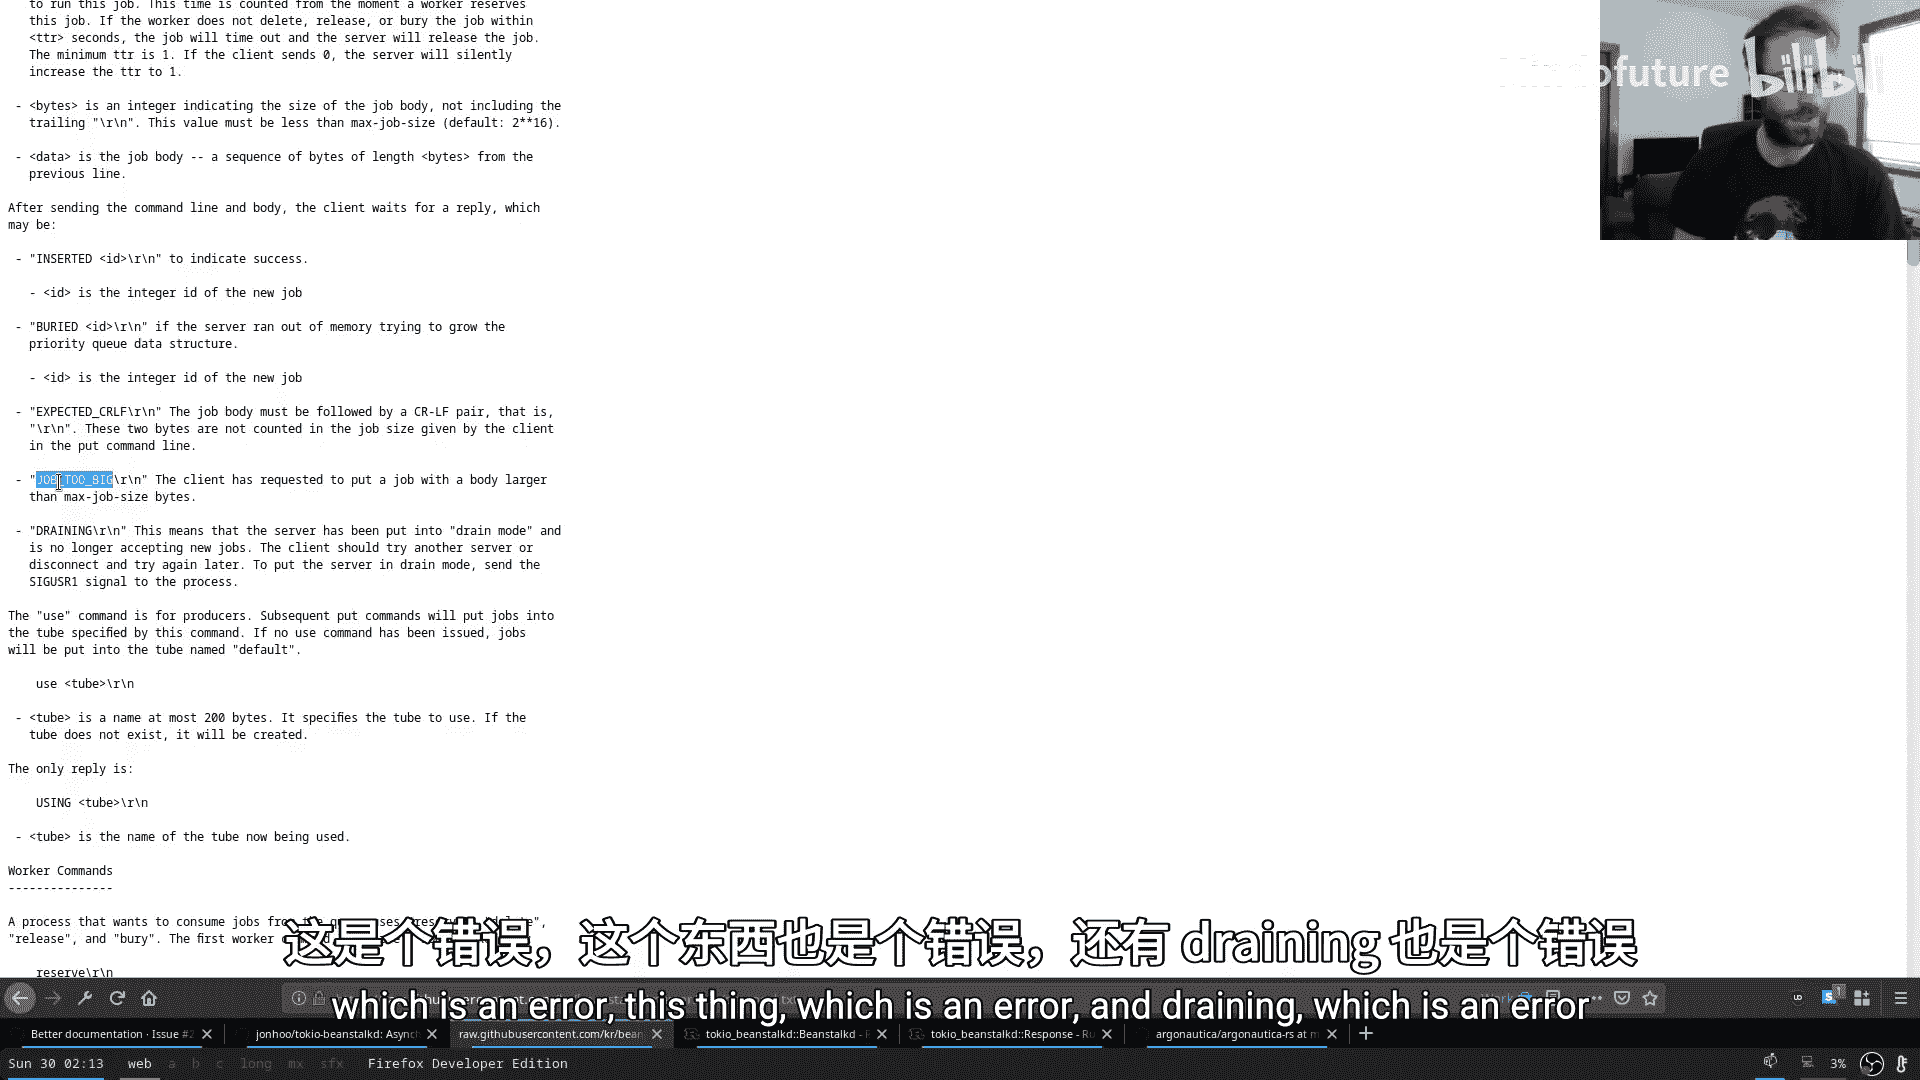 to run this job. This time is counted from the moment a worker reserves
this job. If the worker does not delete, release, or bury the job within
<ttr> seconds, the job will time out and the server will release the job.
The minimum ttr is 1. If the client sends 0, the server will silently
increase the ttr to 1.
- <bytes> is an integer indicating the size of the job body, not including the
trailing "\r\n". This value must be less than max-job-size (default: 2**16).
- <data> is the job body -- a sequence of bytes of length <bytes> from the
previous line.
After sending the command line and body, the client waits for a reply, which
may be:
- "INSERTED <id>\r\n" to indicate success.
- <id> is the integer id of the new job
- "BURIED <id>\r\n" if the server ran out of memory trying to grow the
priority queue data structure.
- <id> is the integer id of the new job
- "EXPECTED_CRLF\r\n" The job body must be followed by a CR-LF pair, that is,
"\r\n". These two bytes are not counted in the job size given by the client
in the put command line.
- "JOB_TOO_BIG\r\n" The client has requested to put a job with a body larger
than max-job-size bytes.
- "DRAINING\r\n" This means that the server has been put into "drain mode" and
is no longer accepting new jobs. The client should try another server or
disconnect and try again later. To put the server in drain mode, send the
SIGUSR1 signal to the process.
The "use" command is for producers. Subsequent put commands will put jobs into
the tube specified by this command. If no use command has been issued, jobs
will be put into the tube named "default".
use <tube>\r\n
- <tube> is a name at most 200 bytes. It specifies the tube to use. If the
tube does not exist, it will be created.
The only reply is:
USING <tube>\r\n
- <tube> is the name of the tube now being used.
Worker Commands
---------------
A process that wants to consume jobs from the
"release", and "bury". The first worker
reserve\r\n
ofuture bilibili
这是个错误，这个东西也是个错误，还有 draining 也是个错误
which is an error, this thing, which is an error, and draining, which is an error
Better documentation · Issue #2
jonhoo/tokio-beanstalkd: Async
raw.githubusercontent.com/kr/bean
tokio_beanstalkd::Beanstalkd - R
tokio_beanstalkd::Response - Ru
argonautica/argonautica-rs at m
Sun 30 02:13 web a b c long mx sfx Firefox Developer Edition 3%